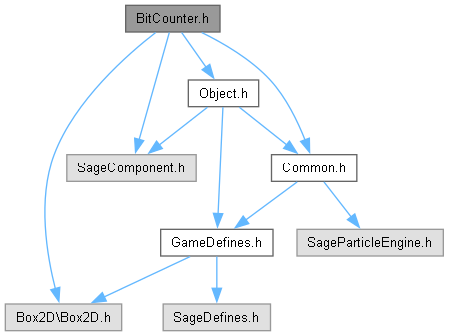 BitCounter.h
Object.h
SageComponent.h
Common.h
GameDefines.h
SageParticleEngine.h
Box2D\Box2D.h
SageDefines.h